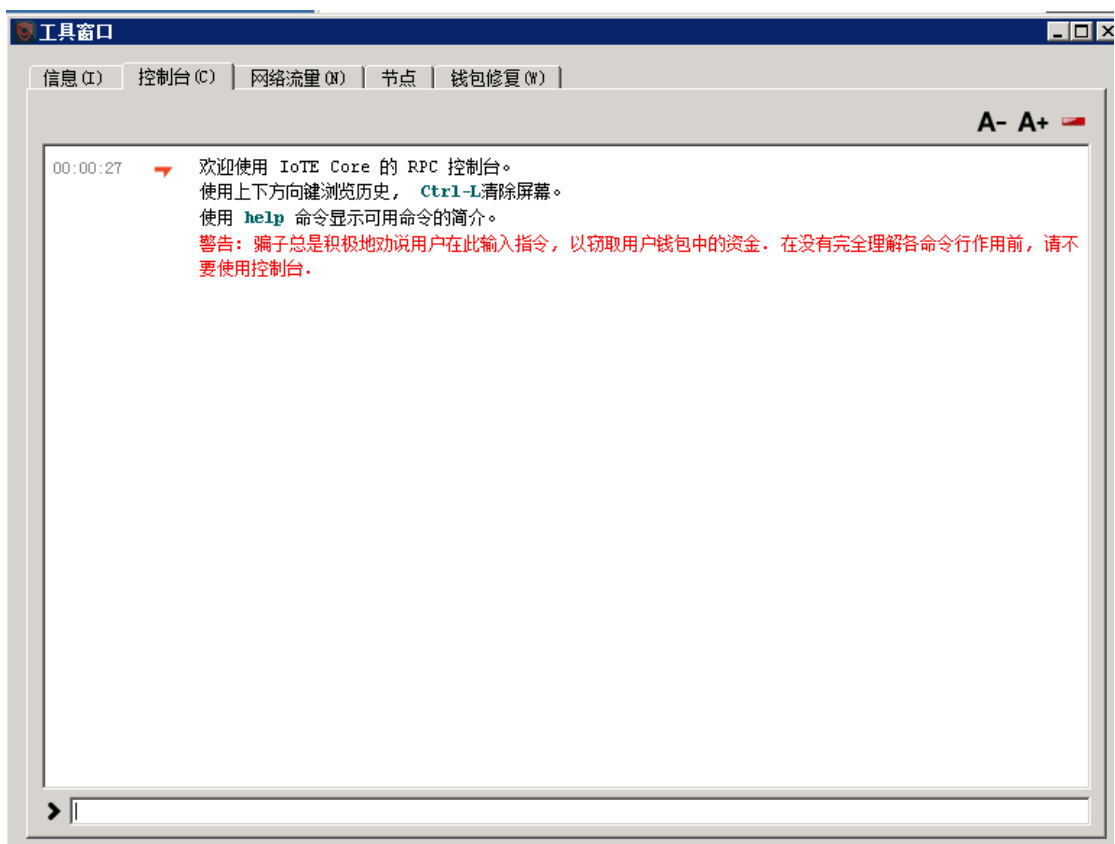 工具窗口
信息(I) 控制台(C) 网络流量(N) 节点 钱包修复(W)
A- A+
00:00:27 欢迎使用 IoTE Core 的 RPC 控制台。
使用上下方向键浏览历史, Ctrl-L清除屏幕。
使用 help 命令显示可用命令的简介。
警告: 骗子总是积极地劝说用户在此输入指令, 以窃取用户钱包中的资金. 在没有完全理解各命令行作用前, 请不
要使用控制台.